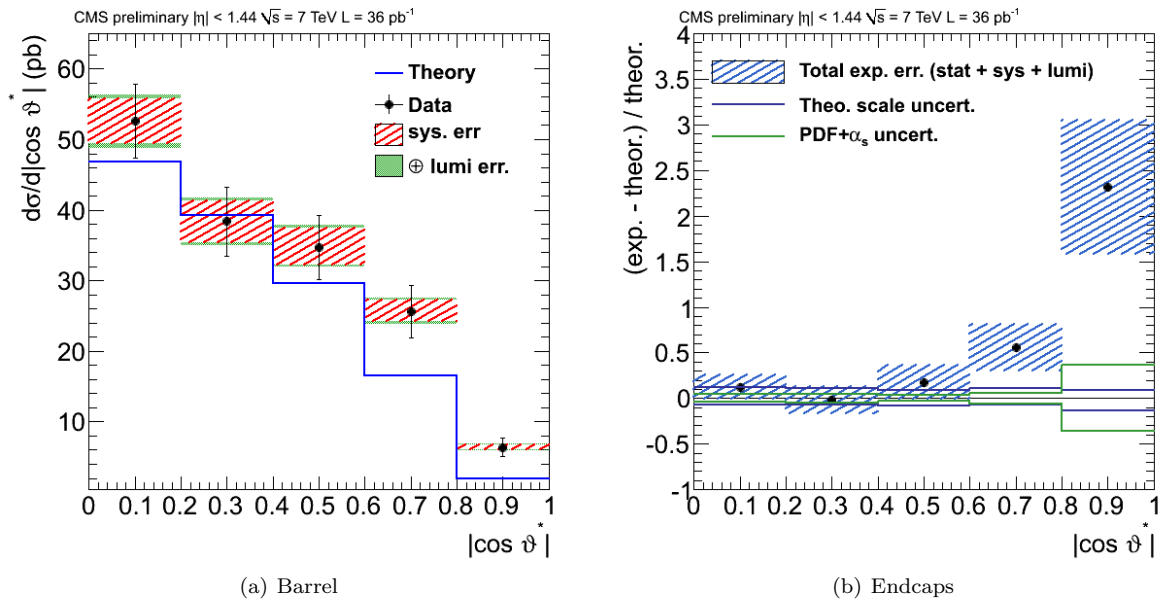 CMS preliminary |η| < 1.44 √s = 7 TeV L = 36 pb⁻¹
dσ/d|cos ϑ*| (pb)
60
50
40
30
20
10
Theory
Data
sys. err
⊕ lumi err.
0 0.1 0.2 0.3 0.4 0.5 0.6 0.7 0.8 0.9 1
|cos ϑ*|
(a) Barrel
CMS preliminary |η| < 1.44 √s = 7 TeV L = 36 pb⁻¹
(exp. - theor.) / theor.
4
3.5
3
2.5
2
1.5
1
0.5
0
-0.5
-1
Total exp. err. (stat + sys + lumi)
Theo. scale uncert.
PDF+αs uncert.
0 0.1 0.2 0.3 0.4 0.5 0.6 0.7 0.8 0.9 1
|cos ϑ*|
(b) Endcaps